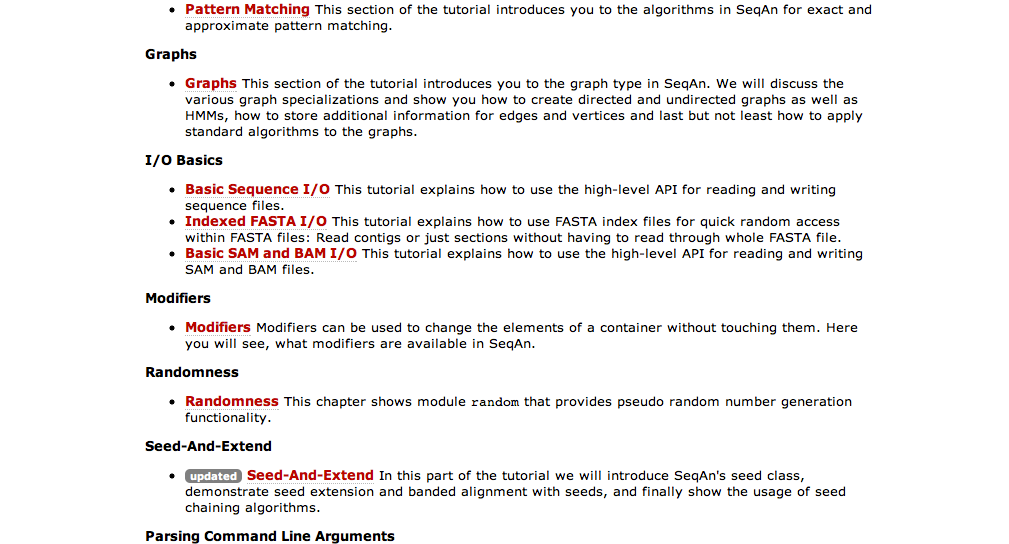 Pattern Matching This section of the tutorial introduces you to the algorithms in SeqAn for exact and
approximate pattern matching.
Graphs
Graphs This section of the tutorial introduces you to the graph type in SeqAn. We will discuss the
various graph specializations and show you how to create directed and undirected graphs as well as
HMMs, how to store additional information for edges and vertices and last but not least how to apply
standard algorithms to the graphs.
I/O Basics
Basic Sequence I/O This tutorial explains how to use the high-level API for reading and writing
sequence files.
Indexed FASTA I/O This tutorial explains how to use FASTA index files for quick random access
within FASTA files: Read contigs or just sections without having to read through whole FASTA file.
Basic SAM and BAM I/O This tutorial explains how to use the high-level API for reading and writing
SAM and BAM files.
Modifiers
Modifiers Modifiers can be used to change the elements of a container without touching them. Here
you will see, what modifiers are available in SeqAn.
Randomness
Randomness This chapter shows module random that provides pseudo random number generation
functionality.
Seed-And-Extend
updated Seed-And-Extend In this part of the tutorial we will introduce SeqAn's seed class,
demonstrate seed extension and banded alignment with seeds, and finally show the usage of seed
chaining algorithms.
Parsing Command Line Arguments